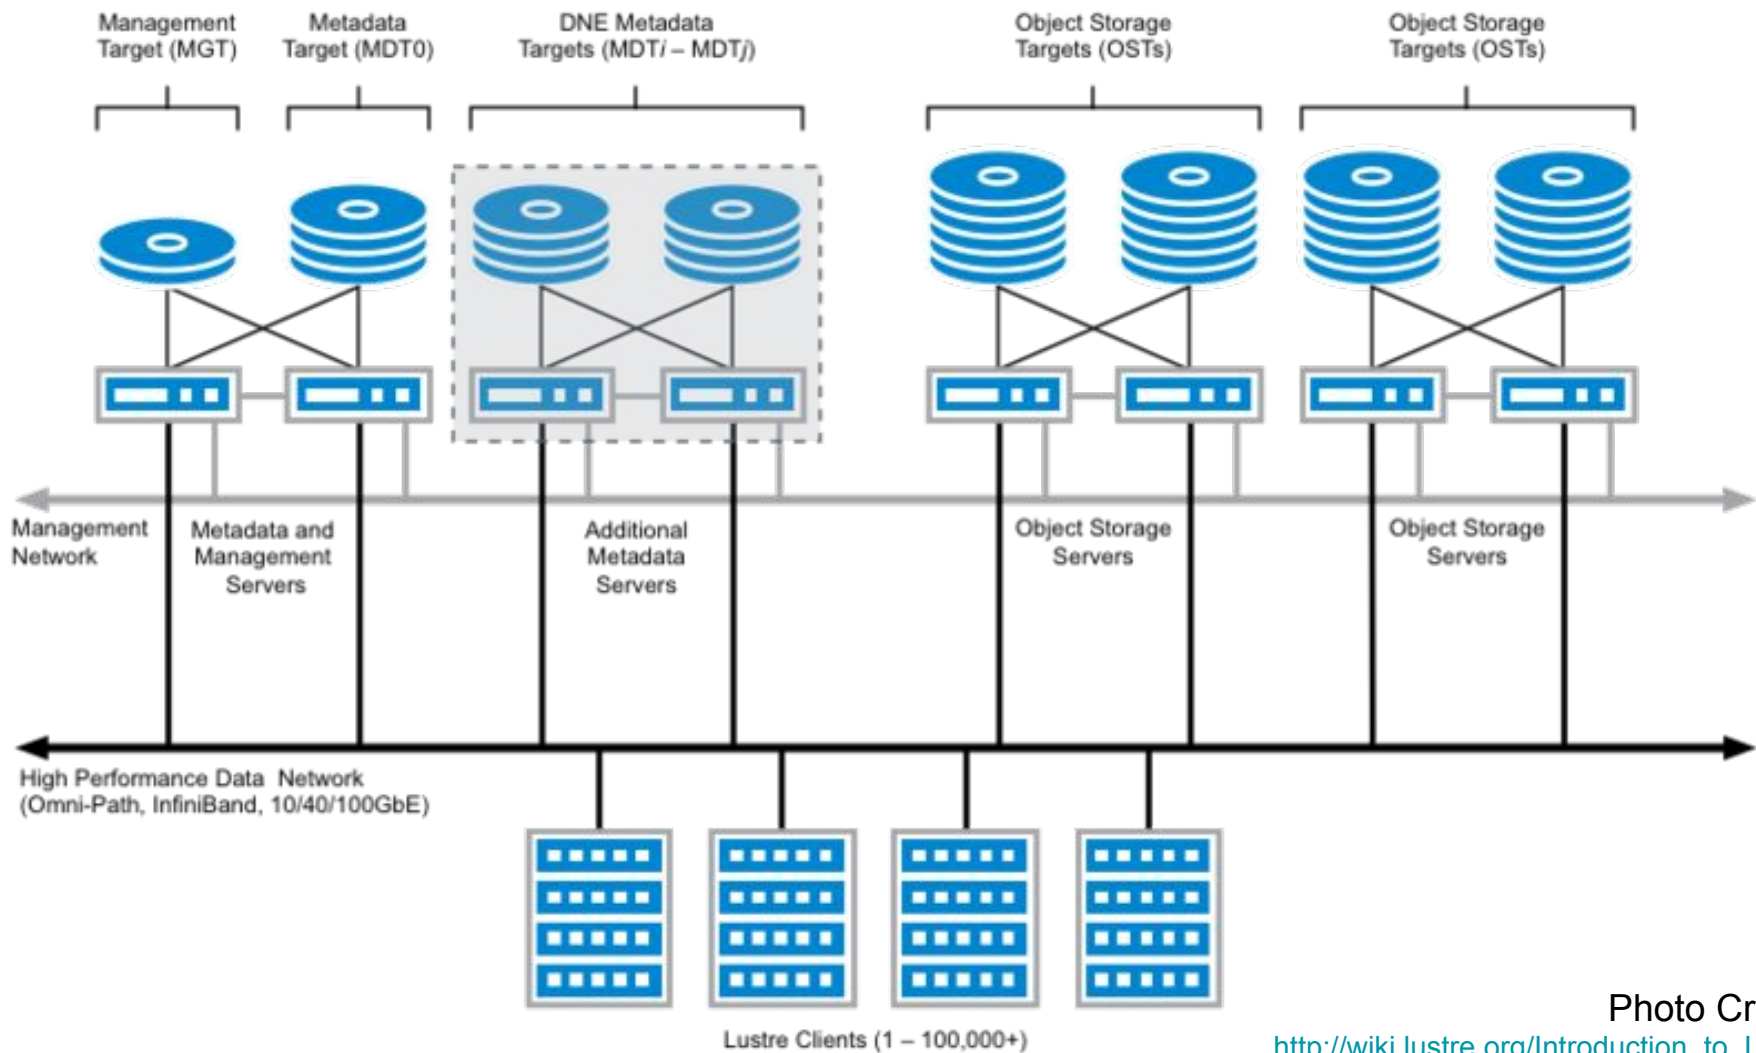 Management
Target (MGT)
Metadata
Target (MDT0)
DNE Metadata
Targets (MDTi – MDTj)
Object Storage
Targets (OSTs)
Object Storage
Targets (OSTs)
Management
Network
Metadata and
Management
Servers
Additional
Metadata
Servers
Object Storage
Servers
Object Storage
Servers
High Performance Data Network
(Omni-Path, InfiniBand, 10/40/100GbE)
Lustre Clients (1 – 100,000+)
Photo Cr
http://wiki.lustre.org/Introduction_to_L